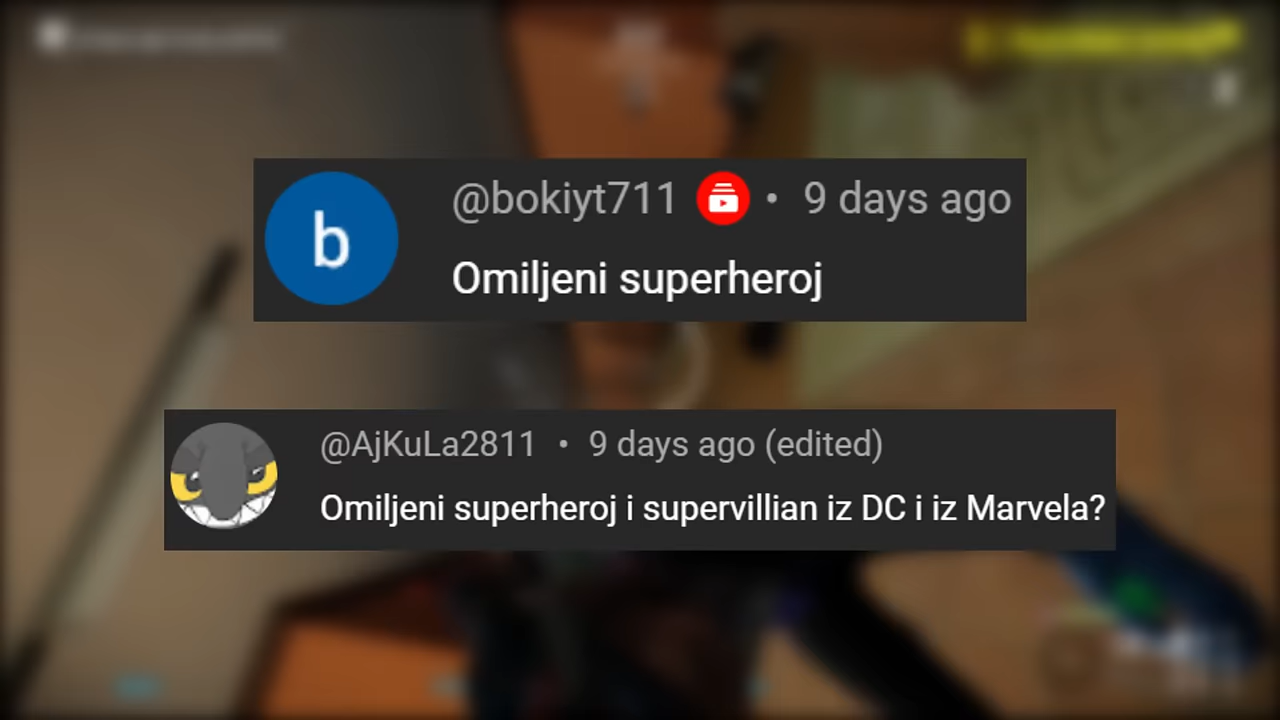 b
@bokiyt711 • 9 days ago
Omiljeni superheroj
@AjKuLa2811 • 9 days ago (edited)
Omiljeni superheroj i supervillian iz DC i iz Marvela?